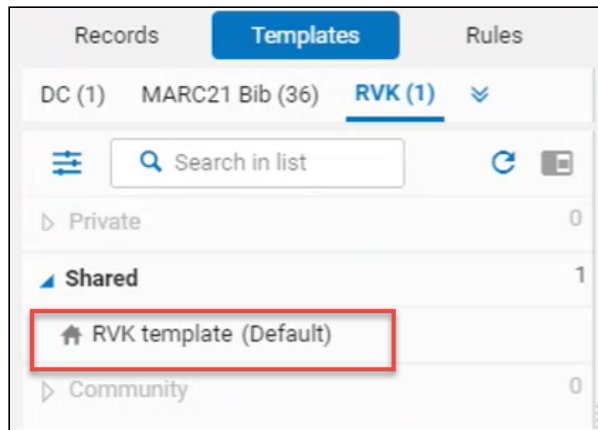 Records Templates Rules
DC (1) MARC21 Bib (36) RVK (1)
Search in list
Private 0
Shared 1
RVK template (Default)
Community 0